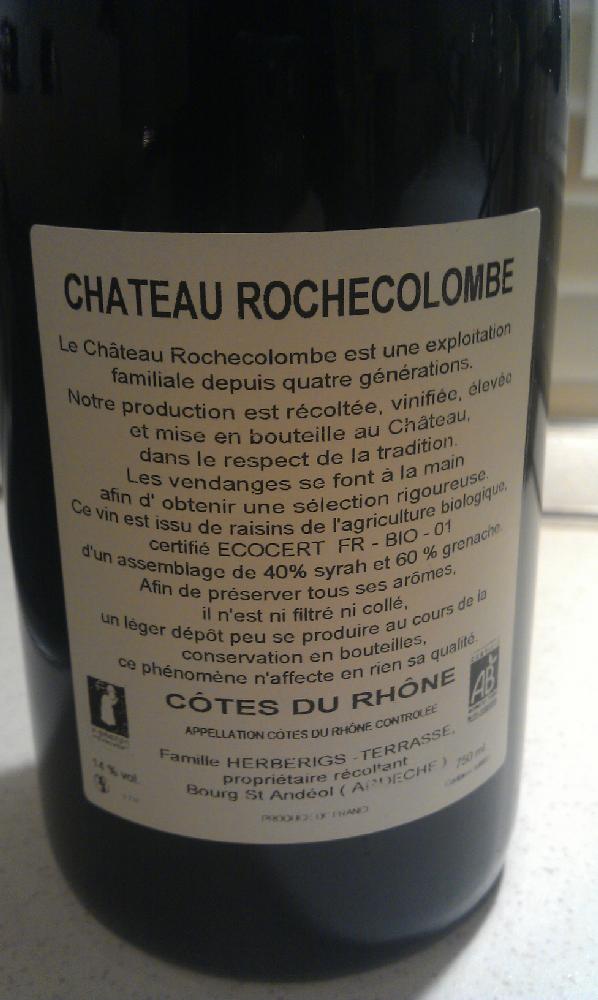 CHATEAU ROCHECOLOMBE
Le Château Rochecolombe est une exploitation
familiale depuis quatre générations.
Notre production est récoltée, vinifiée, élevée
et mise en bouteille au Château,
dans le respect de la tradition.
Les vendanges se font à la main
afin d' obtenir une sélection rigoureuse.
Ce vin est issu de raisins de l'agriculture biologique,
certifié ECOCERT FR - BIO - 01
d'un assemblage de 40% syrah et 60 % grenache.
Afin de préserver tous ses arômes,
il n'est ni filtré ni collé,
un léger dépôt peu se produire au cours de la
conservation en bouteilles,
ce phénomène n'affecte en rien sa qualité.
CÔTES DU RHÔNE
AB
APPELLATION CÔTES DU RHÔNE CONTROLÉE
Famille HERBERIGS - TERRASSE,
propriétaire récoltant
14 % vol.
Bourg St Andéol ( ARDECHE )
750 ml
PRODUCE OF FRANCE